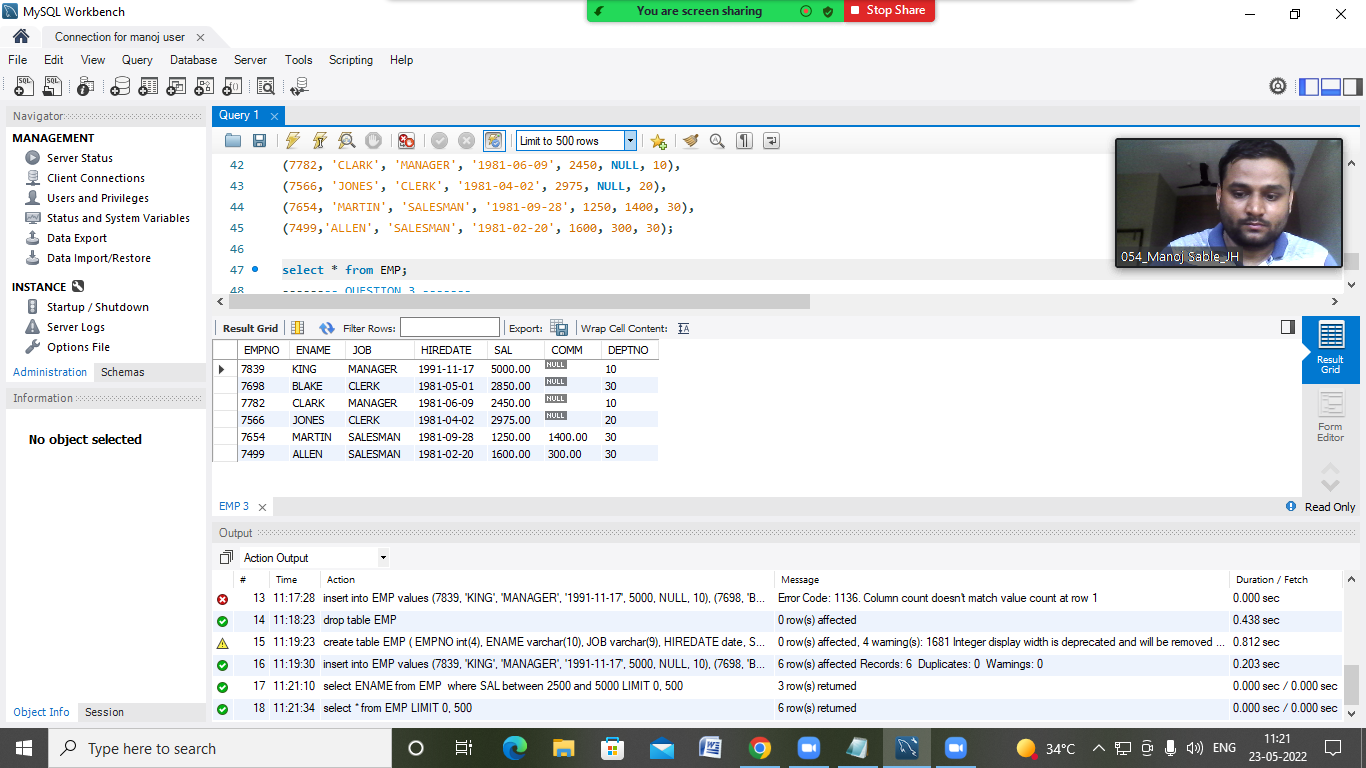 MySQL Workbench
You are screen sharing
Stop Share
Connection for manoj user
File Edit View Query Database Server Tools Scripting Help
Navigator
MANAGEMENT
Server Status
Client Connections
Users and Privileges
Status and System Variables
Data Export
Data Import/Restore
INSTANCE
Startup / Shutdown
Server Logs
Options File
Administration Schemas
Information
No object selected
Object Info Session
Query 1
Limit to 500 rows
42 (7782, 'CLARK', 'MANAGER', '1981-06-09', 2450, NULL, 10),
43 (7566, 'JONES', 'CLERK', '1981-04-02', 2975, NULL, 20),
44 (7654, 'MARTIN', 'SALESMAN', '1981-09-28', 1250, 1400, 30),
45 (7499,'ALLEN', 'SALESMAN', '1981-02-20', 1600, 300, 30);
46
47 select * from EMP;
48 -------- QUESTION 3 -------
054_Manoj Sable_JH
Result Grid Filter Rows: Export: Wrap Cell Content:
EMPNO ENAME JOB HIREDATE SAL COMM DEPTNO
7839 KING MANAGER 1991-11-17 5000.00 NULL 10
7698 BLAKE CLERK 1981-05-01 2850.00 NULL 30
7782 CLARK MANAGER 1981-06-09 2450.00 NULL 10
7566 JONES CLERK 1981-04-02 2975.00 NULL 20
7654 MARTIN SALESMAN 1981-09-28 1250.00 1400.00 30
7499 ALLEN SALESMAN 1981-02-20 1600.00 300.00 30
Result
Grid
Form
Editor
EMP 3
Read Only
Output
Action Output
# Time Action Message Duration / Fetch
13 11:17:28 insert into EMP values (7839, 'KING', 'MANAGER', '1991-11-17', 5000, NULL, 10), (7698, 'B... Error Code: 1136. Column count doesn't match value count at row 1 0.000 sec
14 11:18:23 drop table EMP 0 row(s) affected 0.438 sec
15 11:19:23 create table EMP ( EMPNO int(4), ENAME varchar(10), JOB varchar(9), HIREDATE date, S... 0 row(s) affected, 4 warning(s): 1681 Integer display width is deprecated and will be removed ... 0.812 sec
16 11:19:30 insert into EMP values (7839, 'KING', 'MANAGER', '1991-11-17', 5000, NULL, 10), (7698, 'B... 6 row(s) affected Records: 6 Duplicates: 0 Warnings: 0 0.203 sec
17 11:21:10 select ENAME from EMP where SAL between 2500 and 5000 LIMIT 0, 500 3 row(s) returned 0.000 sec / 0.000 sec
18 11:21:34 select * from EMP LIMIT 0, 500 6 row(s) returned 0.000 sec / 0.000 sec
Type here to search
34°C
ENG
11:21
23-05-2022